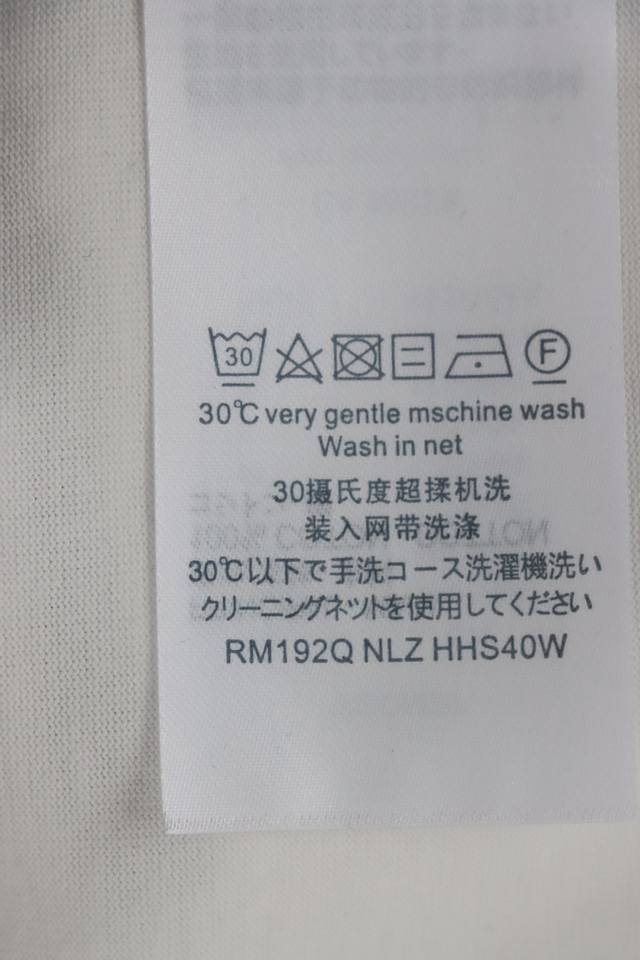 30
F
30℃ very gentle mschine wash
Wash in net
30摄氏度超揉机洗
装入网带洗涤
30℃以下で手洗コース洗濯機洗い
クリーニングネットを使用してください
RM192Q NLZ HHS40W